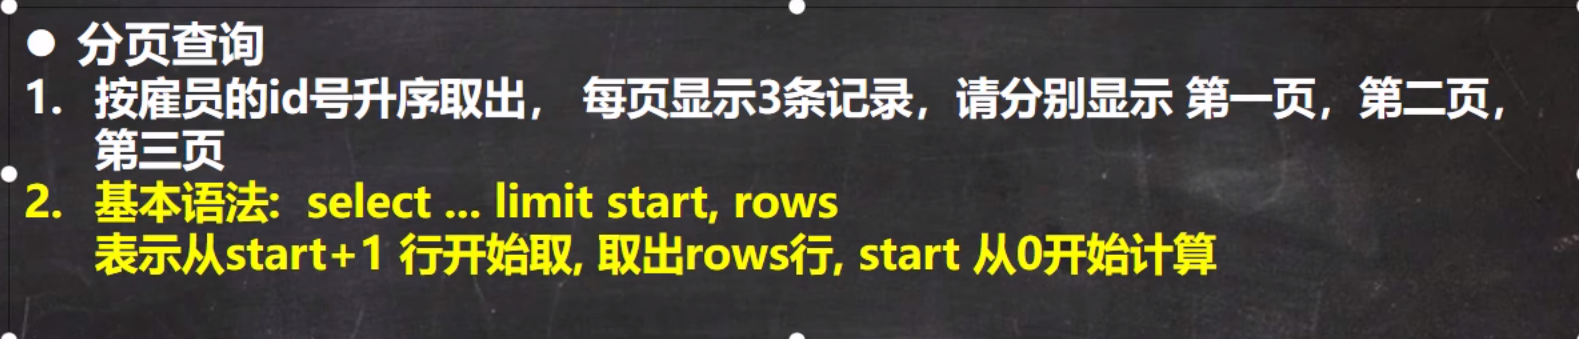 ● 分页查询
1. 按雇员的id号升序取出， 每页显示3条记录，请分别显示 第一页，第二页，
第三页
2. 基本语法：select ... limit start, rows
表示从start+1 行开始取, 取出rows行, start 从0开始计算